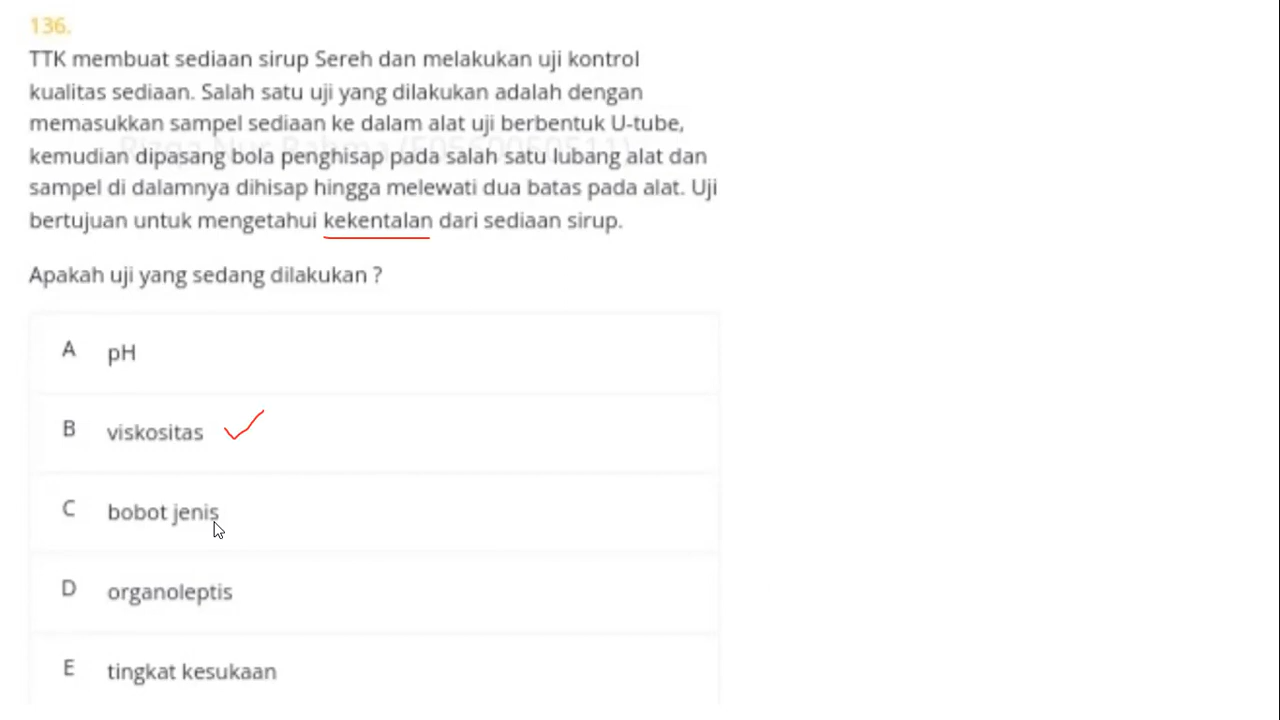 136.
TTK membuat sediaan sirup Sereh dan melakukan uji kontrol
kualitas sediaan. Salah satu uji yang dilakukan adalah dengan
memasukkan sampel sediaan ke dalam alat uji berbentuk U-tube,
kemudian dipasang bola penghisap pada salah satu lubang alat dan
sampel di dalamnya dihisap hingga melewati dua batas pada alat. Uji
bertujuan untuk mengetahui kekentalan dari sediaan sirup.
Apakah uji yang sedang dilakukan ?
A pH
B viskositas
C bobot jenis
D organoleptis
E tingkat kesukaan